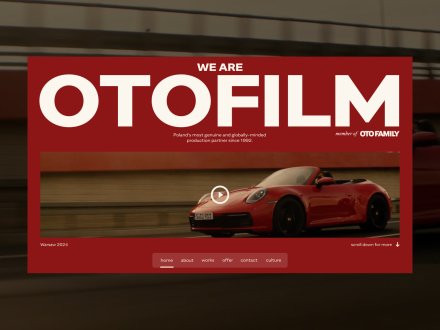 WE ARE
OTOFILM
Poland's most genuine and globally-minded
production partner since 1992
member of OTO FAMILY
Warsaw 2024
scroll down for more
home about works offer contact culture